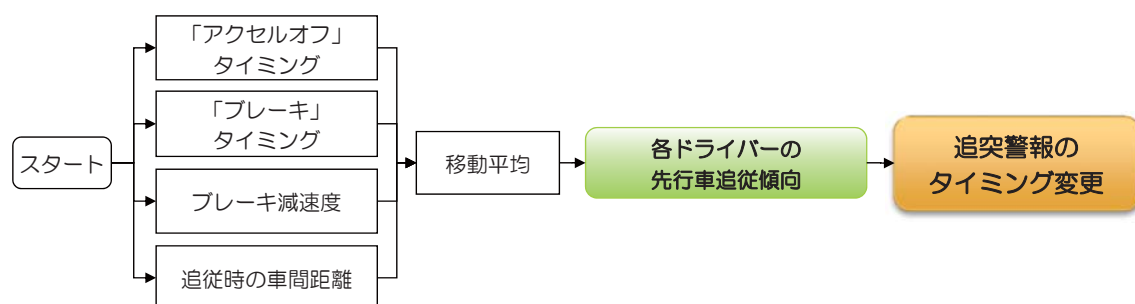 スタート
「アクセルオフ」
タイミング
「ブレーキ」
タイミング
ブレーキ減速度
追従時の車間距離
移動平均
各ドライバーの
先行車追従傾向
追突警報の
タイミング変更